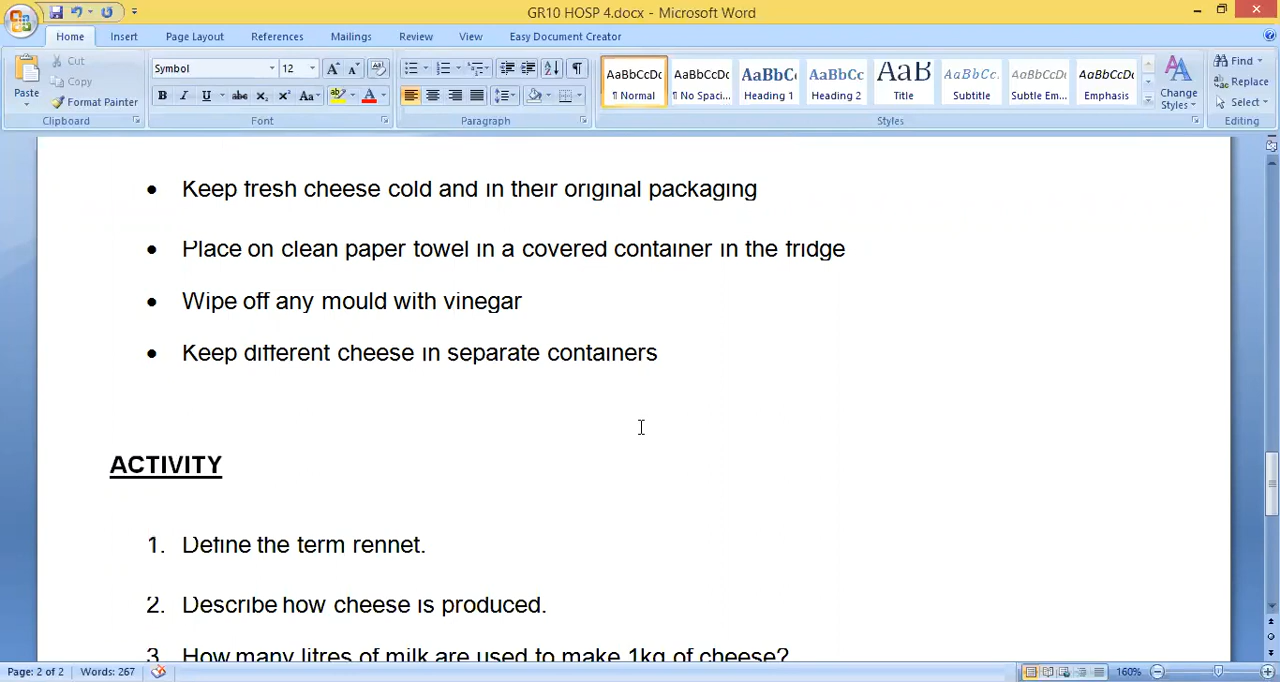 GR10 HOSP 4.docx - Microsoft Word
Home Insert Page Layout References Mailings Review View Easy Document Creator
Paste
Cut
Copy
Format Painter
Clipboard
Symbol 12
B I U abc X₂ X² Aa
Font
Paragraph
AaBbCcDc AaBbCcDc AaBbC AaBbCc AaB AaBbCc. AaBbCcDc AaBbCcDc
¶ Normal ¶ No Spaci... Heading 1 Heading 2 Title Subtitle Subtle Em... Emphasis
Change Styles
Styles
Find
Replace
Select
Editing
• Keep fresh cheese cold and in their original packaging
• Place on clean paper towel in a covered container in the fridge
• Wipe off any mould with vinegar
• Keep different cheese in separate containers
ACTIVITY
1. Define the term rennet.
2. Describe how cheese is produced.
3. How many litres of milk are used to make 1kg of cheese?
Page: 2 of 2 Words: 267 160%